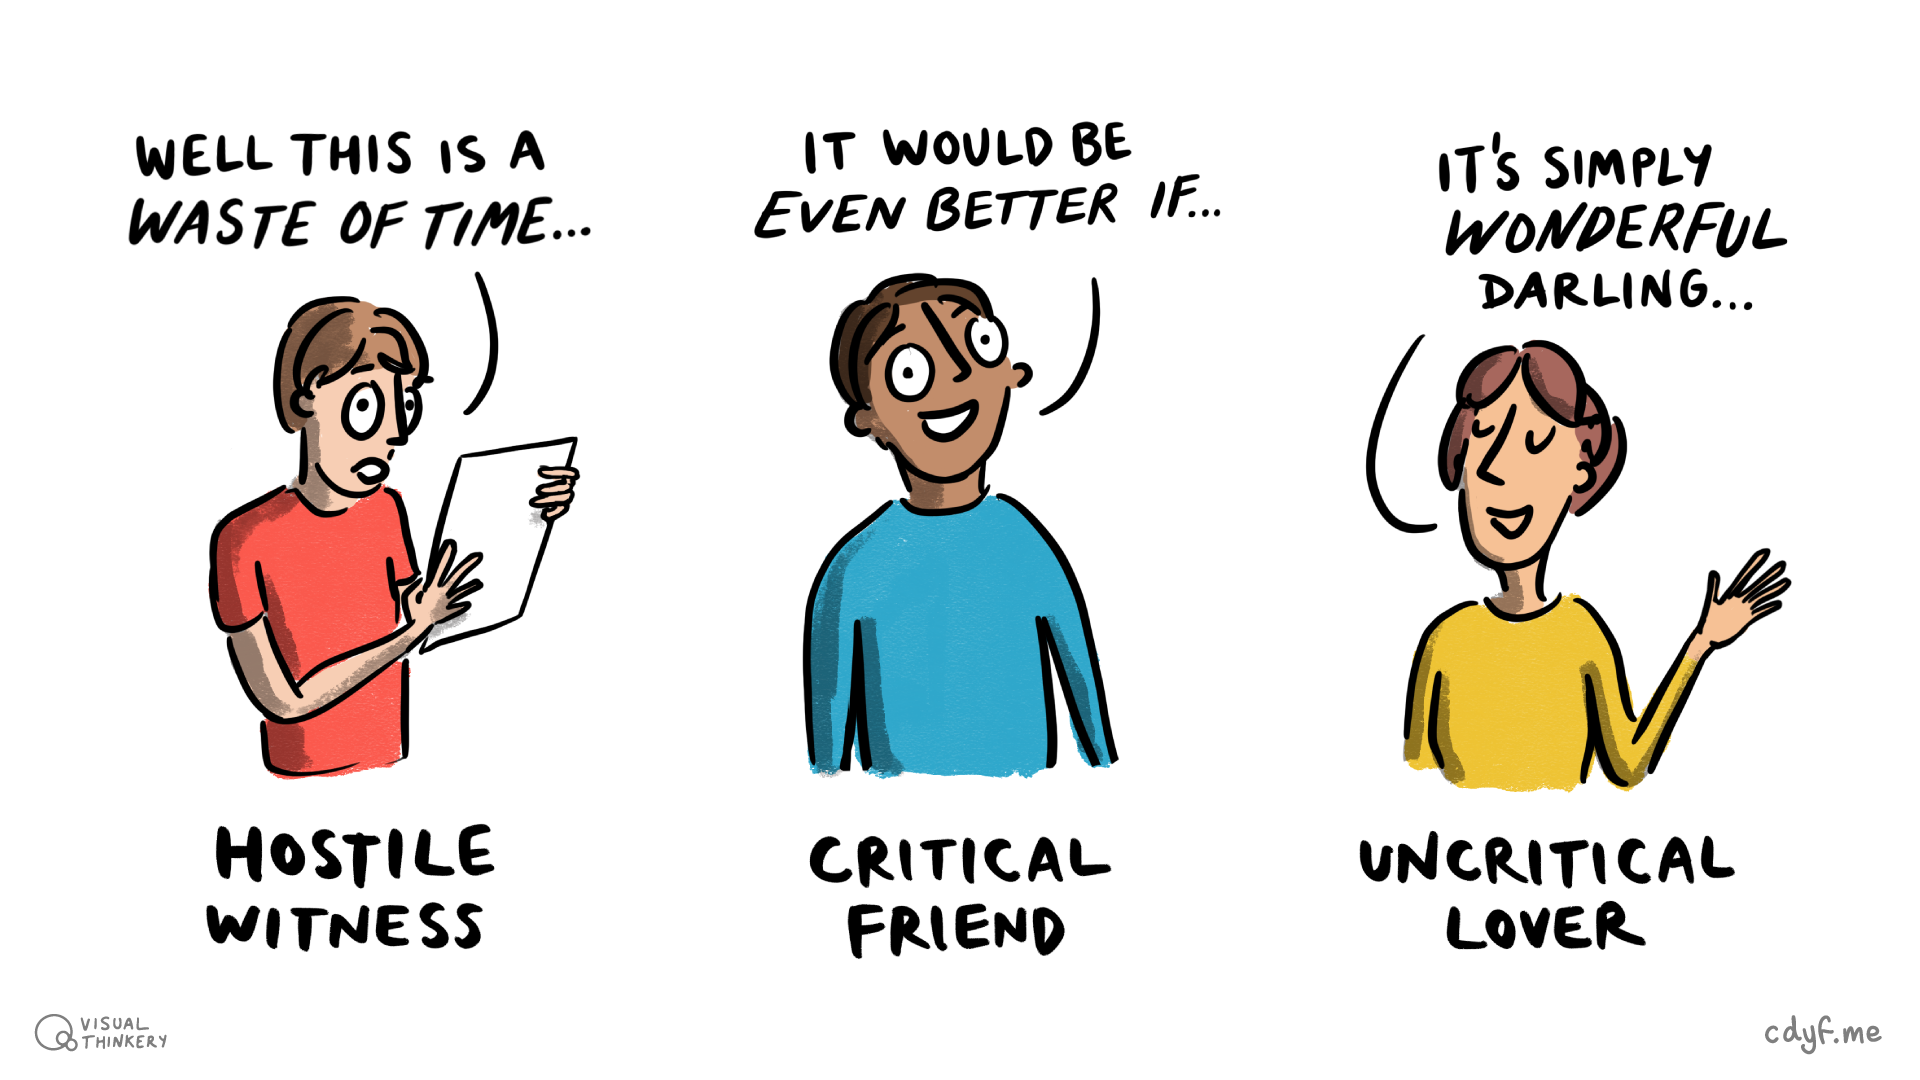 WELL THIS IS A
WASTE OF TIME...
IT WOULD BE
EVEN BETTER IF...
IT'S SIMPLY
WONDERFUL
DARLING...
HOSTILE
WITNESS
CRITICAL
FRIEND
UNCRITICAL
LOVER
VISUAL
THINKERY
cdyf.me